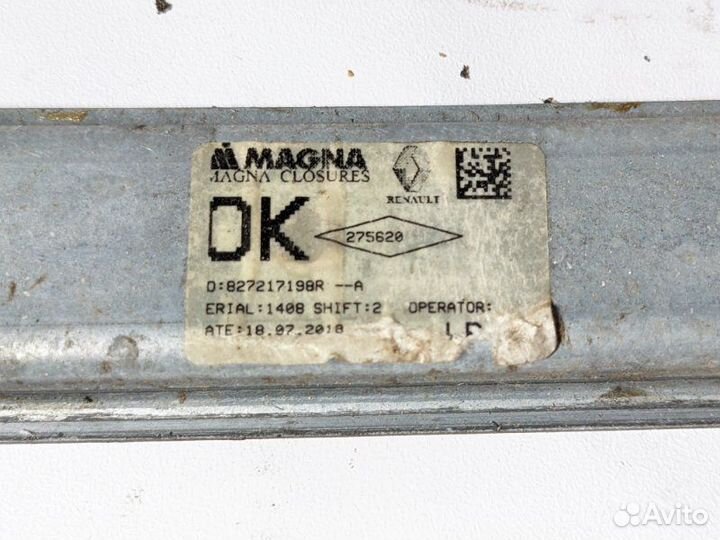 MAGNA
MAGNA CLOSURES
RENAULT
OK
275620
D:827217198R --A
ERIAL:1408 SHIFT:2 OPERATOR:
ATE:18.07.2018
Avito